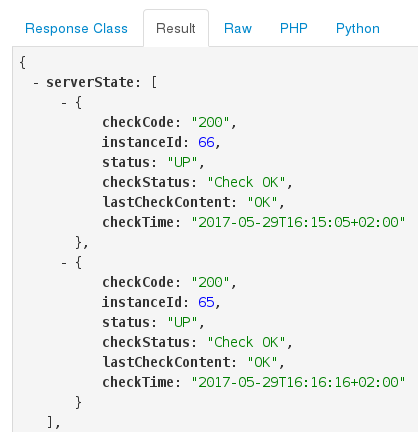 Response Class Result Raw PHP Python
{
- serverState: [
- {
checkCode: "200",
instanceId: 66,
status: "UP",
checkStatus: "Check OK",
lastCheckContent: "OK",
checkTime: "2017-05-29T16:15:05+02:00"
},
- {
checkCode: "200",
instanceId: 65,
status: "UP",
checkStatus: "Check OK",
lastCheckContent: "OK",
checkTime: "2017-05-29T16:16:16+02:00"
}
],